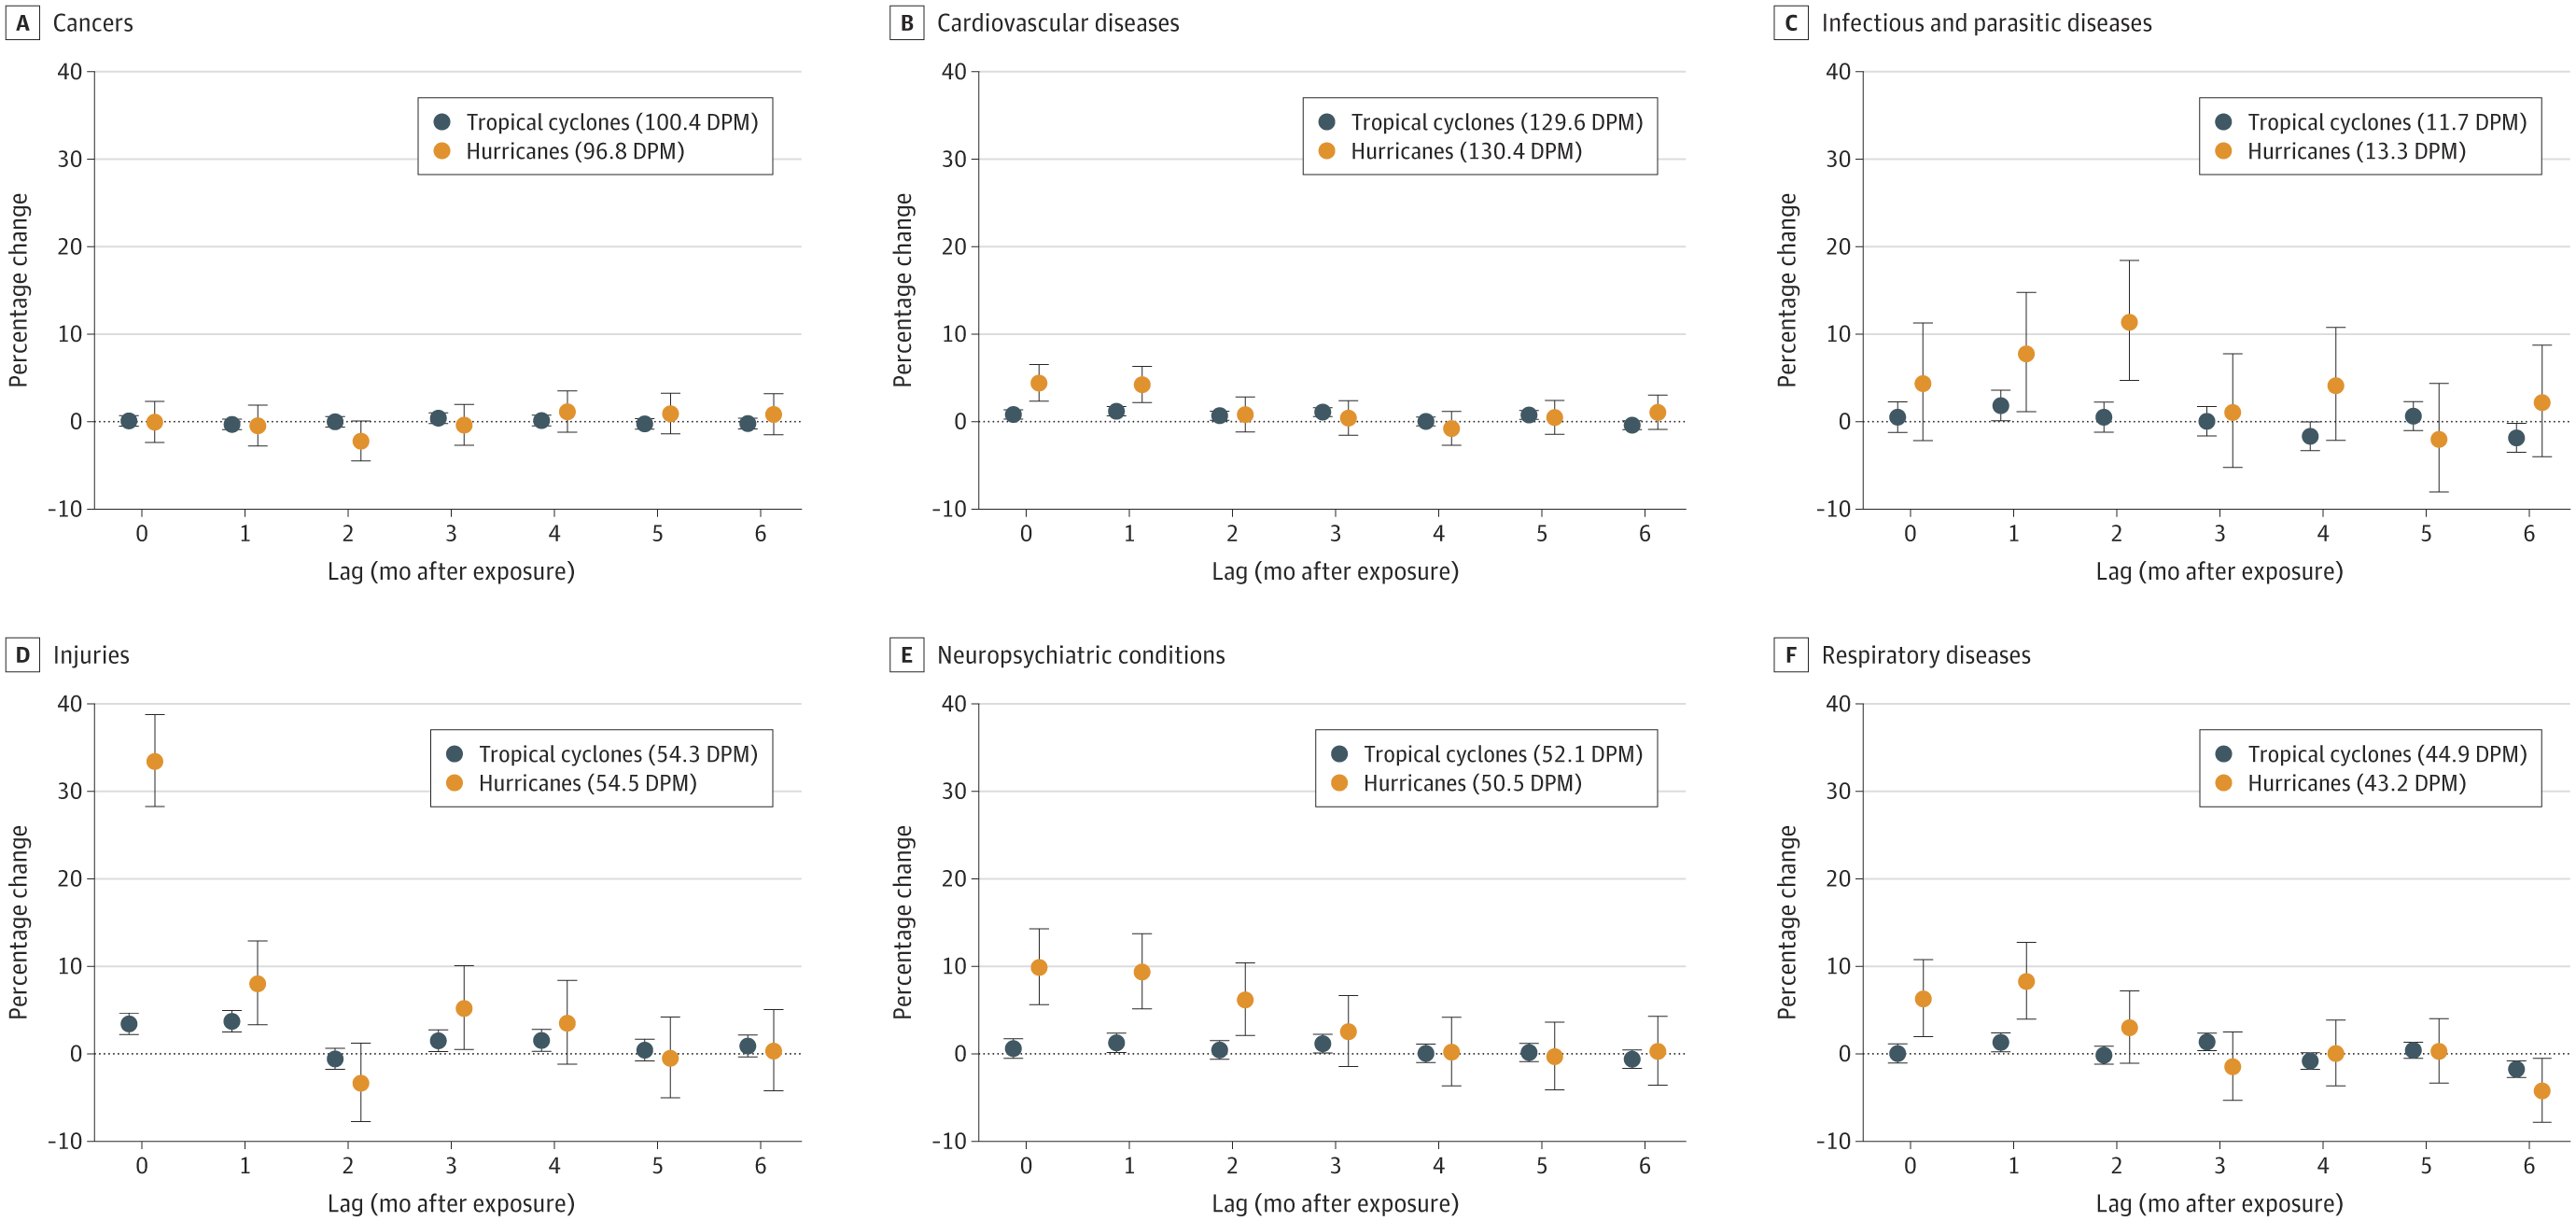 A Cancers
40
30
20
10
0
-10
Percentage change
Tropical cyclones (100.4 DPM)
Hurricanes (96.8 DPM)
0 1 2 3 4 5 6
Lag (mo after exposure)
B Cardiovascular diseases
40
30
20
10
0
-10
Percentage change
Tropical cyclones (129.6 DPM)
Hurricanes (130.4 DPM)
0 1 2 3 4 5 6
Lag (mo after exposure)
C Infectious and parasitic diseases
40
30
20
10
0
-10
Percentage change
Tropical cyclones (11.7 DPM)
Hurricanes (13.3 DPM)
0 1 2 3 4 5 6
Lag (mo after exposure)
D Injuries
40
30
20
10
0
-10
Percentage change
Tropical cyclones (54.3 DPM)
Hurricanes (54.5 DPM)
0 1 2 3 4 5 6
Lag (mo after exposure)
E Neuropsychiatric conditions
40
30
20
10
0
-10
Percentage change
Tropical cyclones (52.1 DPM)
Hurricanes (50.5 DPM)
0 1 2 3 4 5 6
Lag (mo after exposure)
F Respiratory diseases
40
30
20
10
0
-10
Percentage change
Tropical cyclones (44.9 DPM)
Hurricanes (43.2 DPM)
0 1 2 3 4 5 6
Lag (mo after exposure)